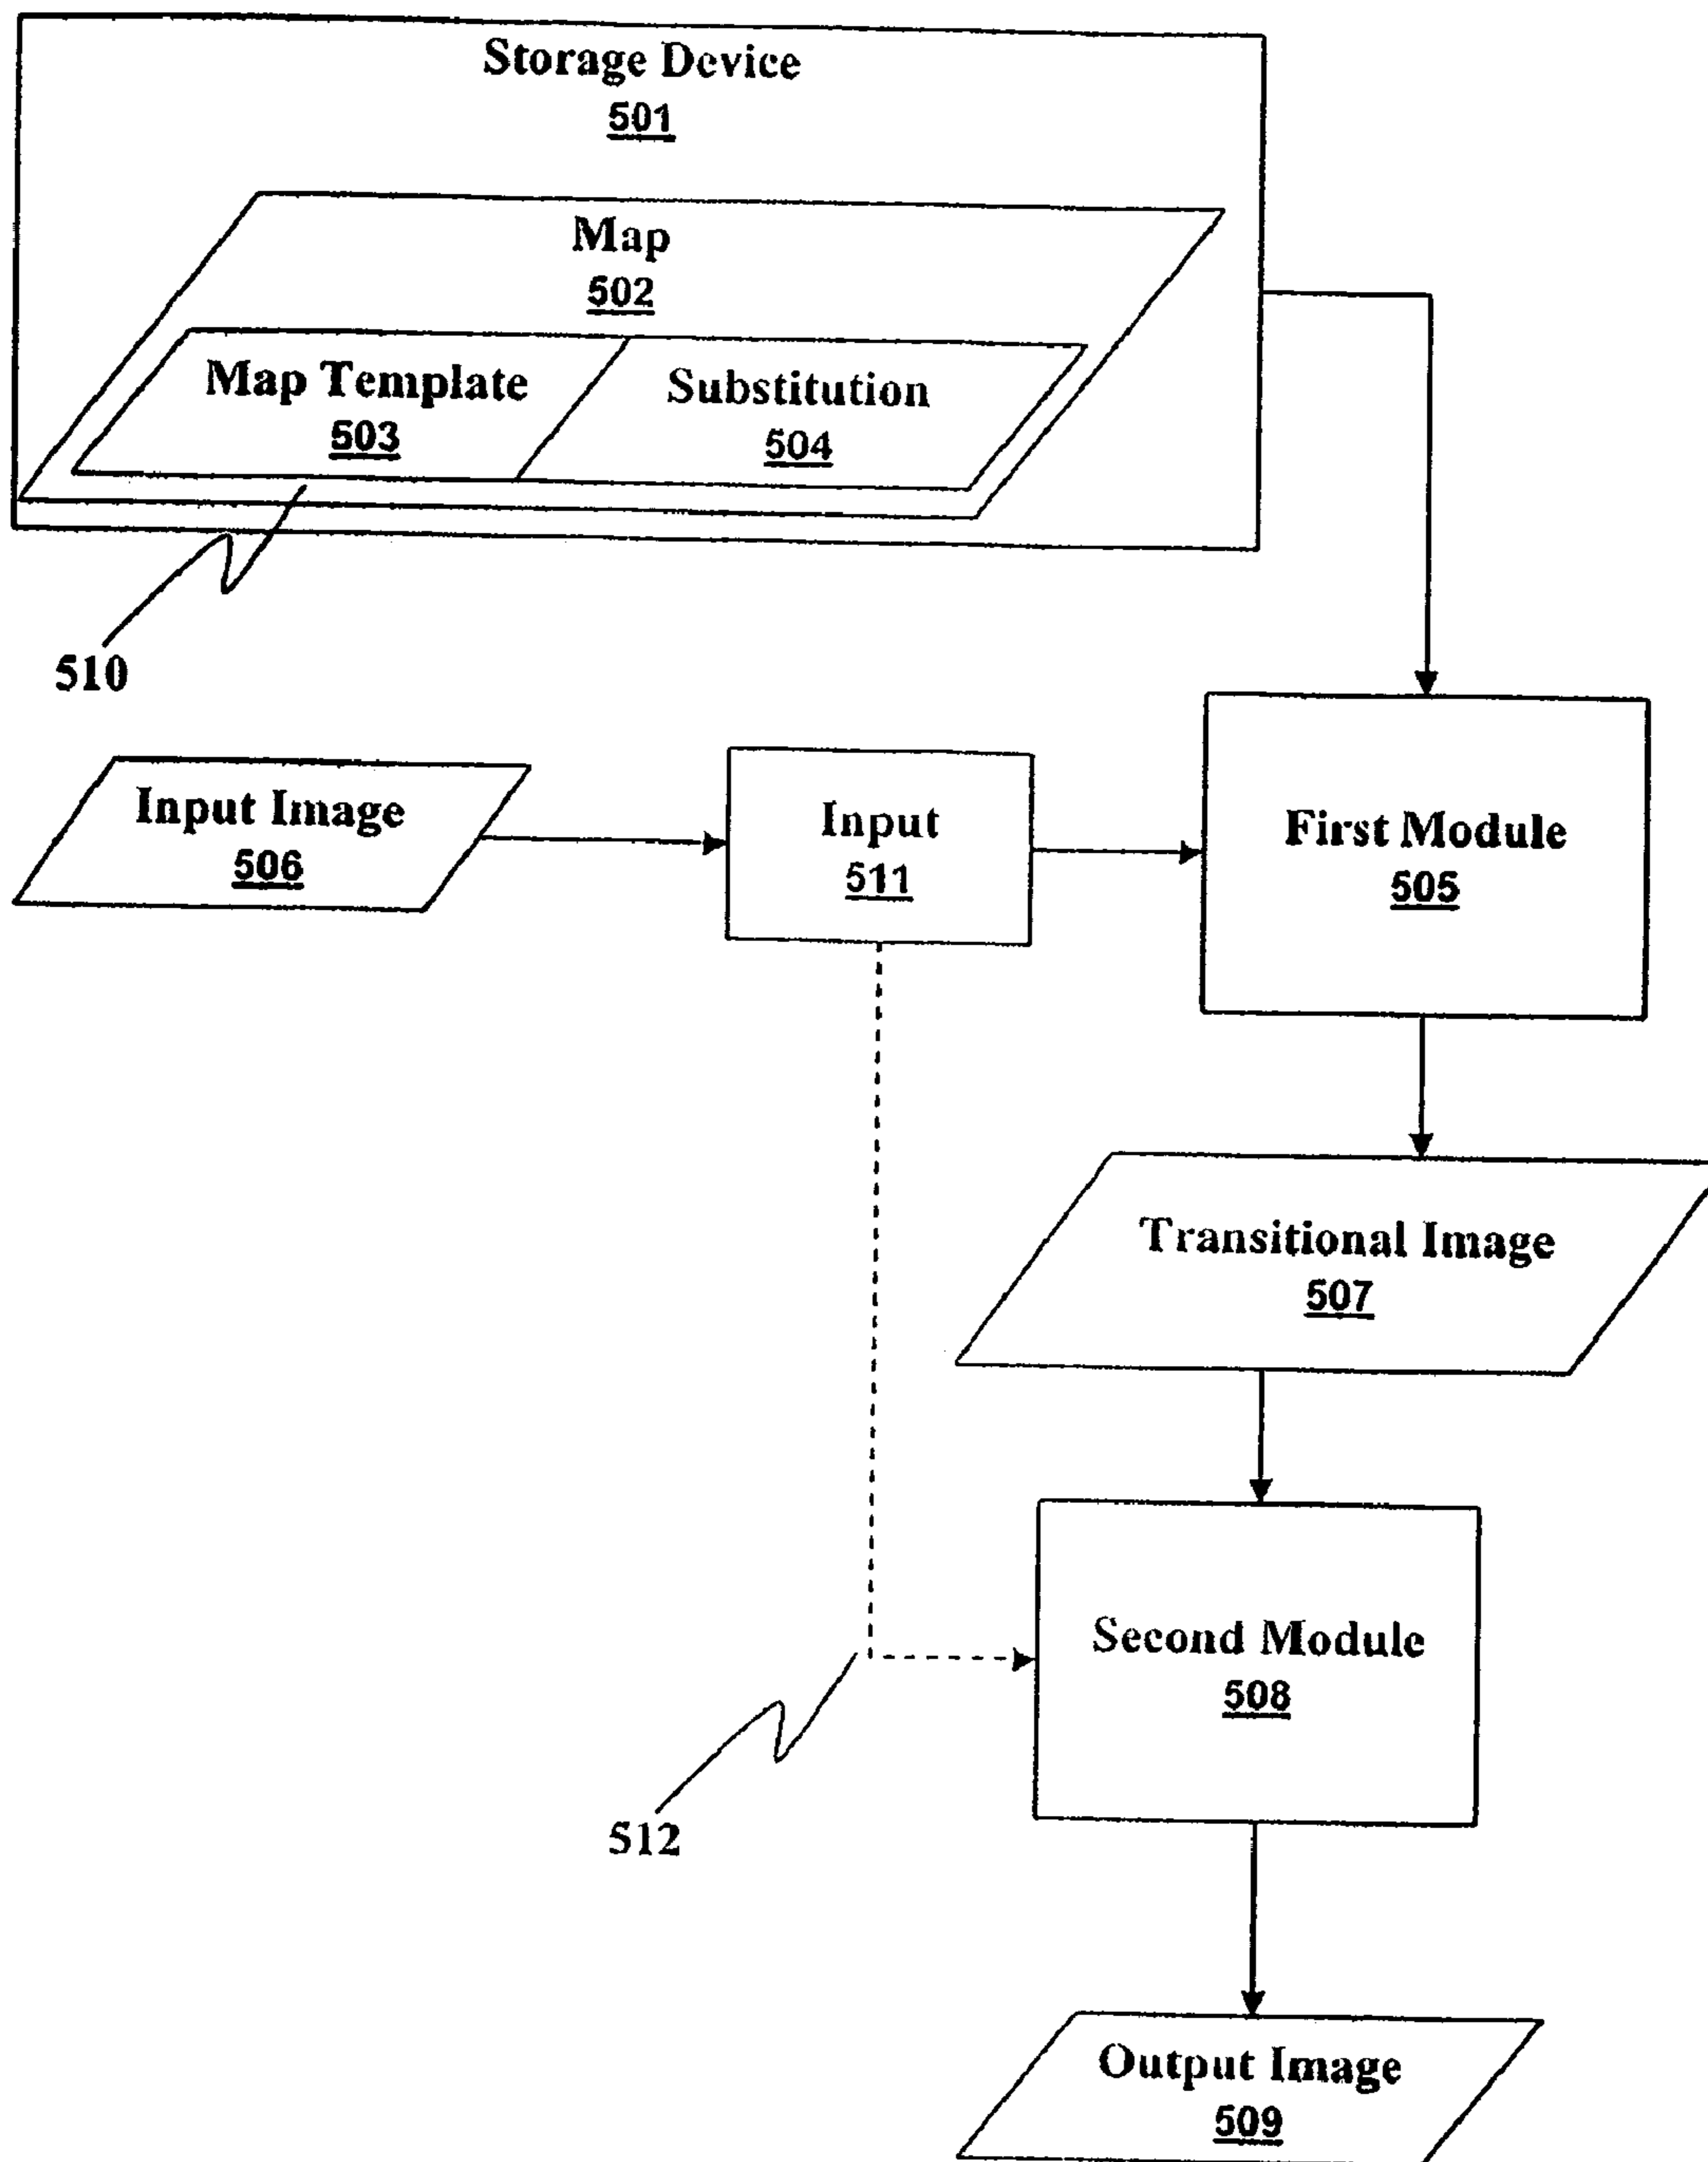 Storage Device
501
Map
502
Map Template
503
Substitution
504
510
Input Image
506
Input
511
First Module
505
Transitional Image
507
Second Module
508
512
Output Image
509